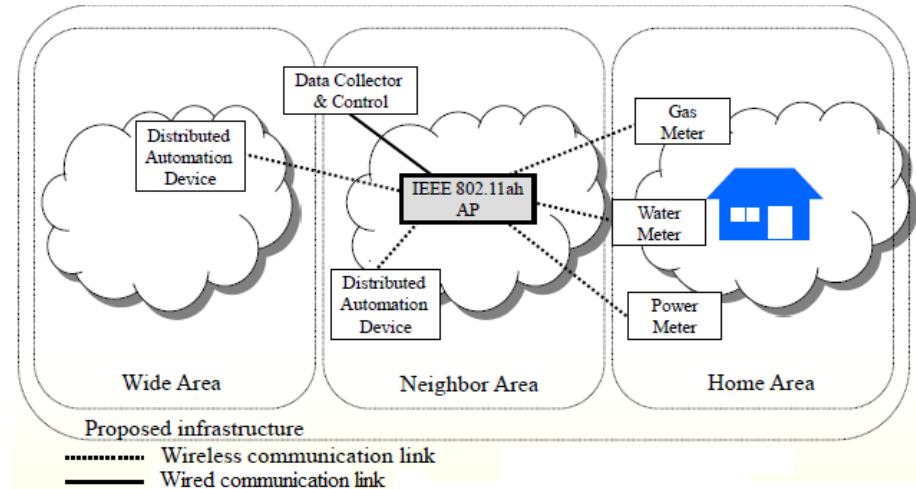 Data Collector
& Control
Distributed
Automation
Device
Gas
Meter
IEEE 802.11ah
AP
Water
Meter
Distributed
Automation
Device
Power
Meter
Wide Area
Neighbor Area
Home Area
Proposed infrastructure
Wireless communication link
Wired communication link